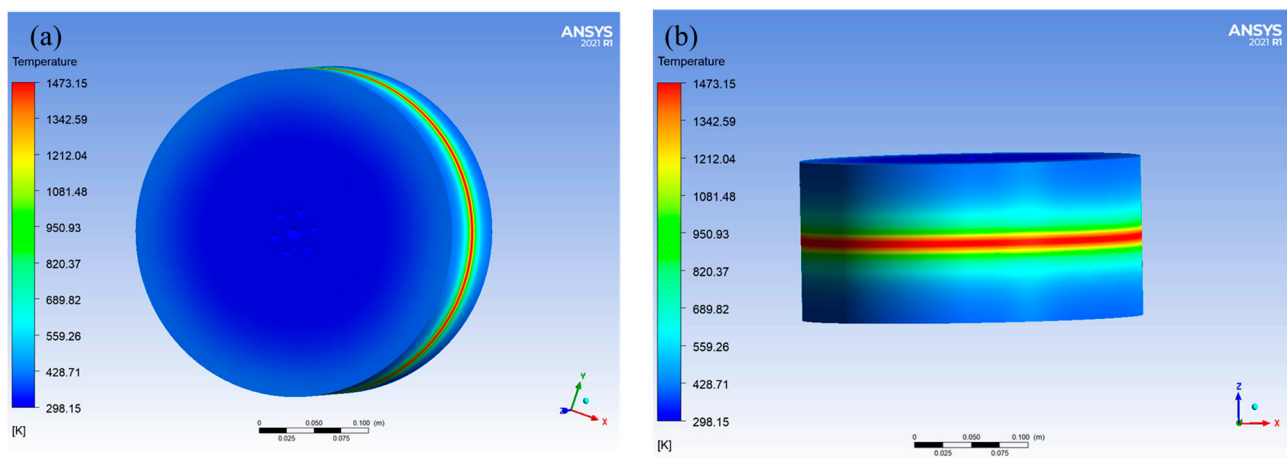 (a)
ANSYS
2021 R1
Temperature
1473.15
1342.59
1212.04
1081.48
950.93
820.37
689.82
559.26
428.71
298.15
[K]
0 0.050 0.100 (m)
0.025 0.075
Y
Z
X
(b)
ANSYS
2021 R1
Temperature
1473.15
1342.59
1212.04
1081.48
950.93
820.37
689.82
559.26
428.71
298.15
[K]
0 0.050 0.100 (m)
0.025 0.075
Z
X